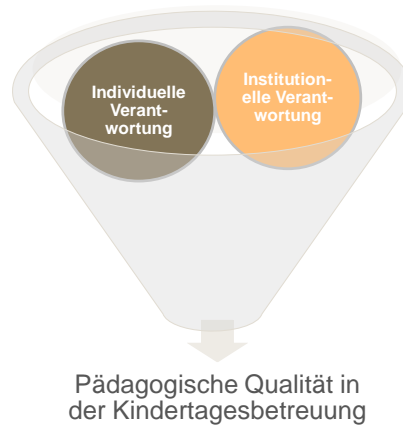 Individuelle
Verant-
wortung
Institution-
elle Verant-
wortung
Pädagogische Qualität in
der Kindertagesbetreuung